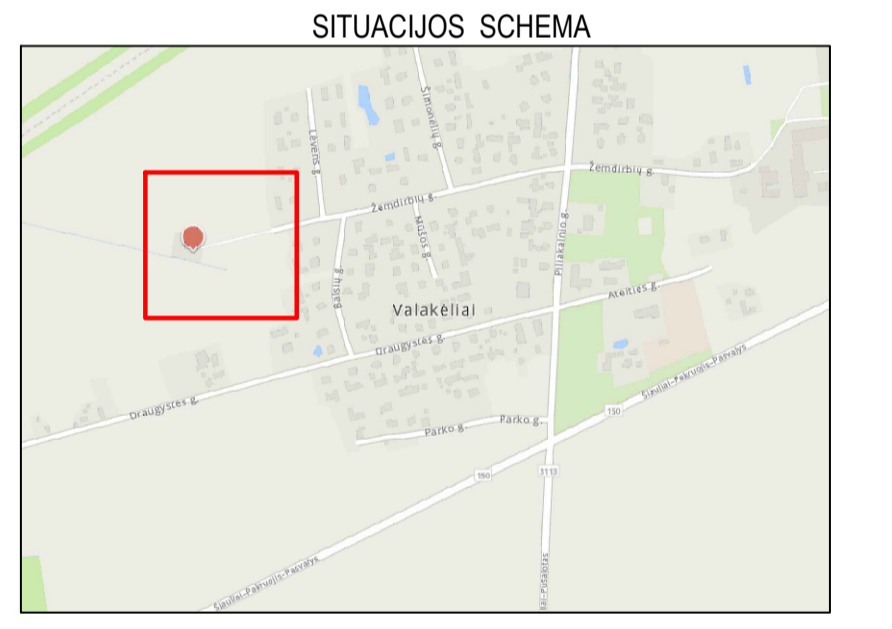 SITUACIJOS SCHEMA
Šimonėlių g.
Lėvens g.
Žemdirbių g.
Žemdirbių g.
Mūšos g.
Piliakalnio g.
Balsių g.
Ateities g.
Valakėliai
Draugystės g.
Šiauliai-Pakruojis-Pasvalys
Draugystės g.
150
Parko g.
Parko g.
150
3113
Šiauliai-Pakruojis-Pasvalys